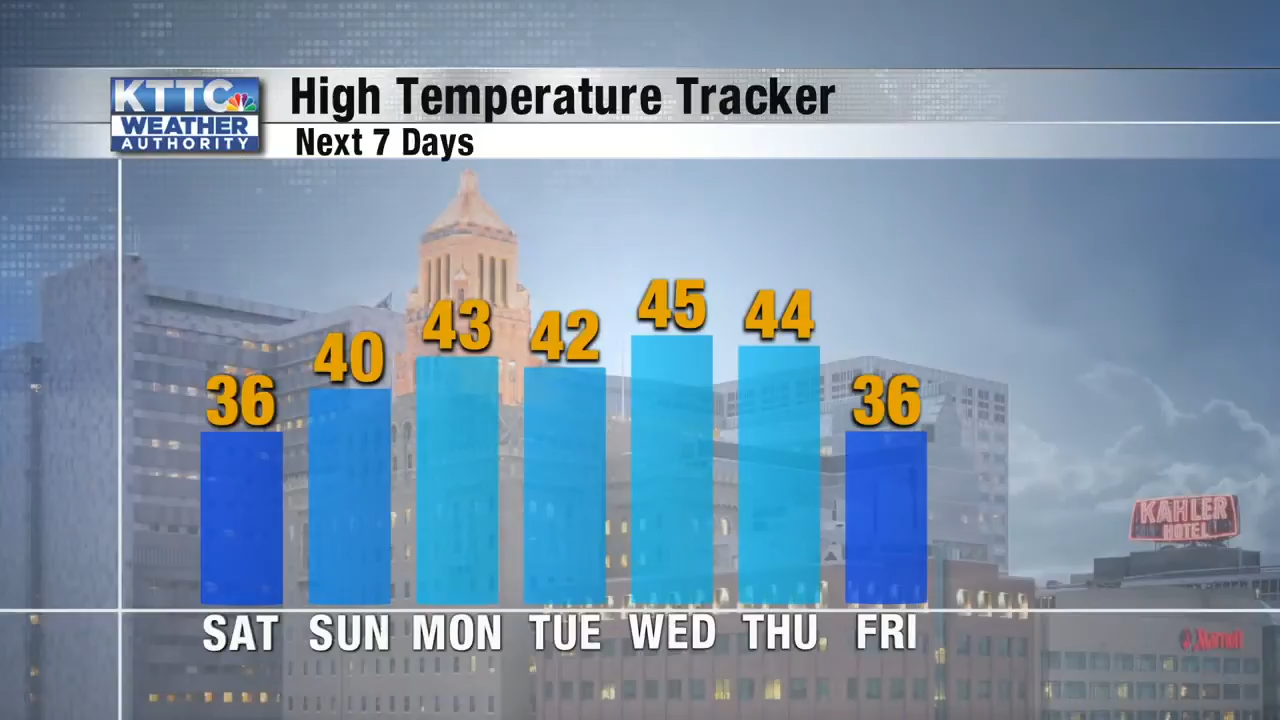 KTTC
WEATHER
AUTHORITY
High Temperature Tracker
Next 7 Days
36 40 43 42 45 44 36
SAT SUN MON TUE WED THU FRI
KAHLER
HOTEL
Marriott